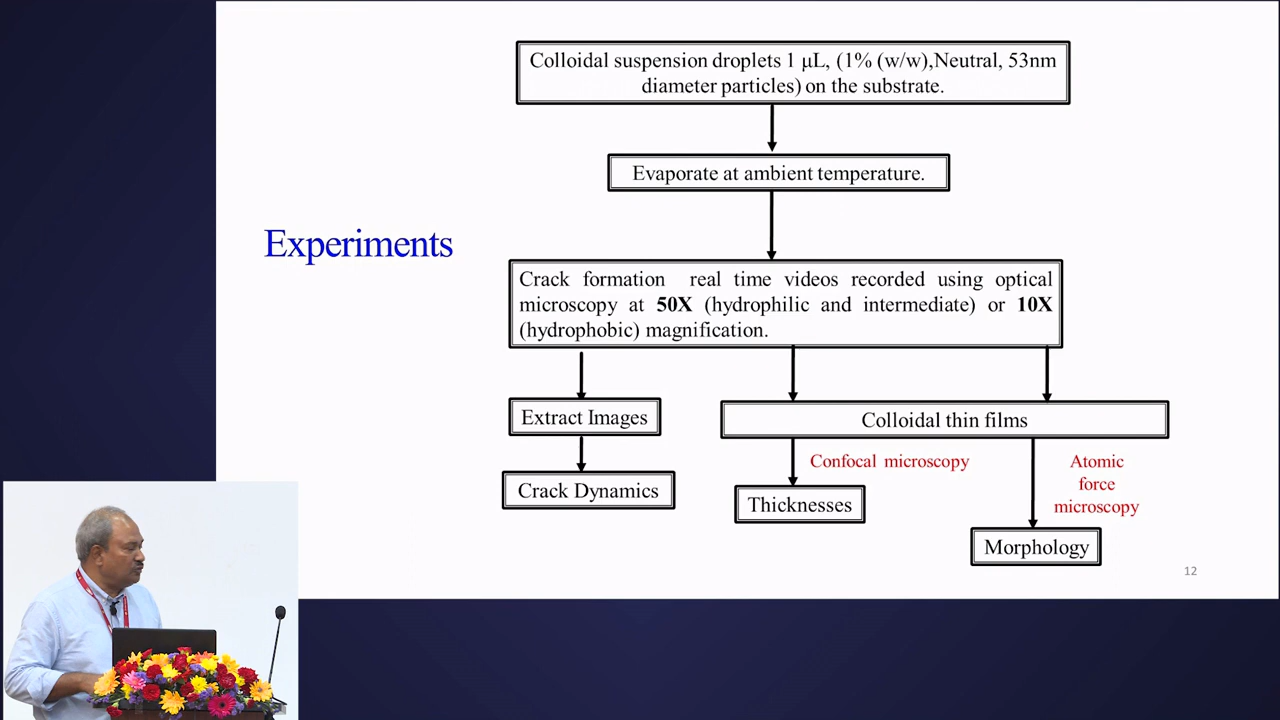 Colloidal suspension droplets 1 μL, (1% (w/w),Neutral, 53nm
diameter particles) on the substrate.
Evaporate at ambient temperature.
Experiments
Crack formation real time videos recorded using optical
microscopy at 50X (hydrophilic and intermediate) or 10X
(hydrophobic) magnification.
Extract Images
Colloidal thin films
Confocal microscopy
Atomic
force
microscopy
Crack Dynamics
Thicknesses
Morphology
12